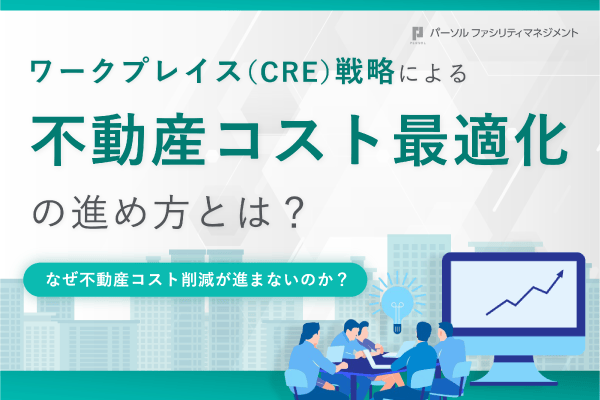 パーソル ファシリティマネジメント
PERSOL
ワークプレイス(CRE)戦略による
不動産コスト最適化
の進め方とは？
なぜ不動産コスト削減が進まないのか？